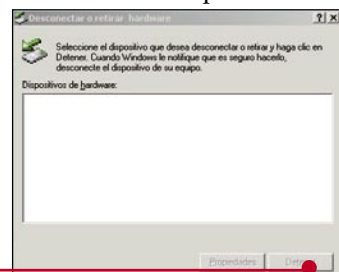 Desconectar o retirar hardware
Seleccione el dispositivo que desea desconectar o retirar y haga clic en
Detener. Cuando Windows le notifique que es seguro hacerlo,
desconecte el dispositivo de su equipo.
Dispositivos de hardware:
Propiedades